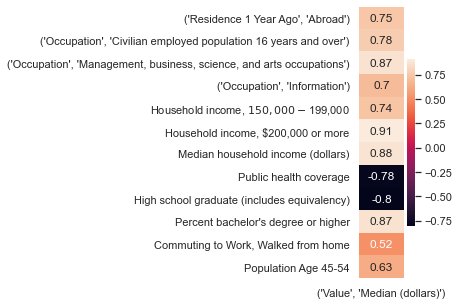 ('Residence 1 Year Ago', 'Abroad') 0.75
('Occupation', 'Civilian employed population 16 years and over') 0.78
('Occupation', 'Management, business, science, and arts occupations') 0.87
('Occupation', 'Information') 0.7
Household income, 150,000 - 199,000 0.74
Household income, $200,000 or more 0.91
Median household income (dollars) 0.88
Public health coverage -0.78
High school graduate (includes equivalency) -0.8
Percent bachelor's degree or higher 0.87
Commuting to Work, Walked from home 0.52
Population Age 45-54 0.63
('Value', 'Median (dollars)')
0.75
0.50
0.25
0.00
−0.25
−0.50
−0.75